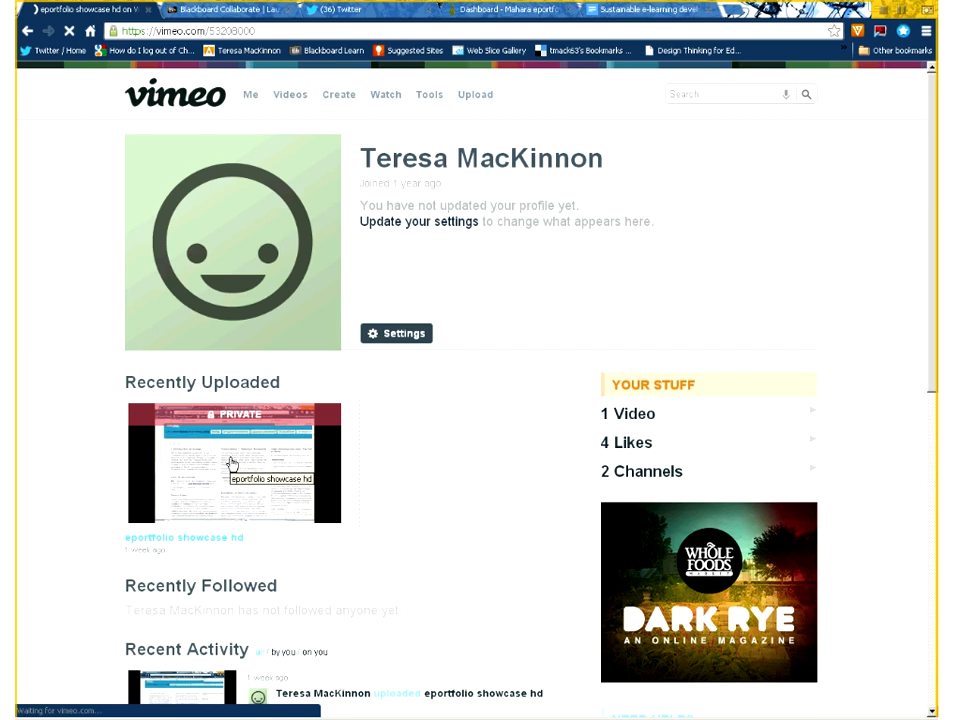 eportfolio showcase hd on V
Blackboard Collaborate | Lau
(36) Twitter
Dashboard - Mahara eportf
Sustainable e-learning devel
https://vimeo.com/53208000
Twitter / Home
How do I log out of Ch...
Teresa MacKinnon
Blackboard Learn
Suggested Sites
Web Slice Gallery
tmack63's Bookmarks ...
Design Thinking for Ed...
Other bookmarks
vimeo
Me
Videos
Create
Watch
Tools
Upload
Search
Teresa MacKinnon
Joined 1 year ago
You have not updated your profile yet.
Update your settings to change what appears here.
Settings
Recently Uploaded
PRIVATE
eportfolio showcase hd
eportfolio showcase hd
1 week ago
YOUR STUFF
1 Video
4 Likes
2 Channels
WHOLE
FOODS
MARKET
DARK RYE
AN ONLINE MAGAZINE
Recently Followed
Teresa MacKinnon has not followed anyone yet
Recent Activity
all / by you / on you
1 week ago
Teresa MacKinnon uploaded eportfolio showcase hd
Waiting for vimeo.com...